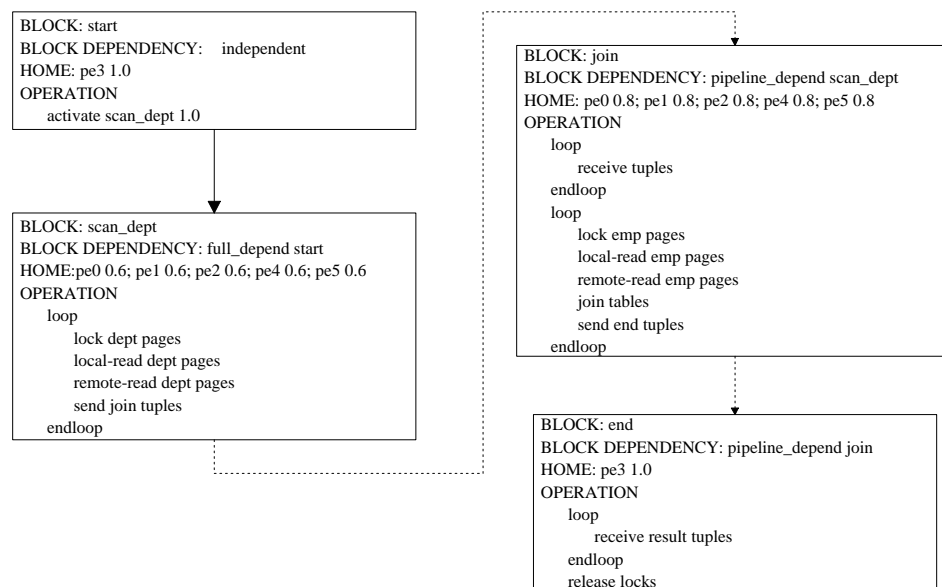 BLOCK: start
BLOCK DEPENDENCY: independent
HOME: pe3 1.0
OPERATION
activate scan_dept 1.0
BLOCK: scan_dept
BLOCK DEPENDENCY: full_depend start
HOME:pe0 0.6; pe1 0.6; pe2 0.6; pe4 0.6; pe5 0.6
OPERATION
loop
lock dept pages
local-read dept pages
remote-read dept pages
send join tuples
endloop
BLOCK: join
BLOCK DEPENDENCY: pipeline_depend scan_dept
HOME: pe0 0.8; pe1 0.8; pe2 0.8; pe4 0.8; pe5 0.8
OPERATION
loop
receive tuples
endloop
loop
lock emp pages
local-read emp pages
remote-read emp pages
join tables
send end tuples
endloop
BLOCK: end
BLOCK DEPENDENCY: pipeline_depend join
HOME: pe3 1.0
OPERATION
loop
receive result tuples
endloop
release locks